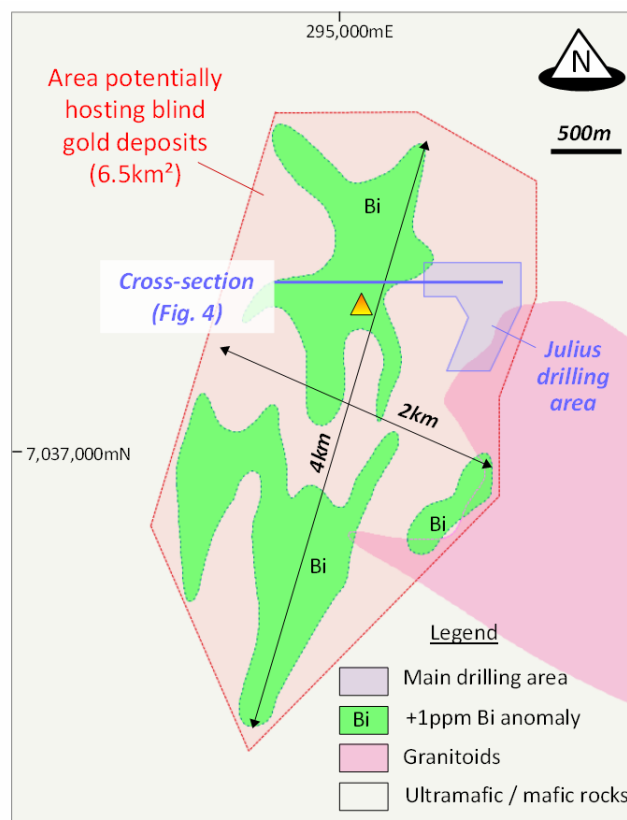 295,000mE
N
500m
Area potentially
hosting blind
gold deposits
(6.5km²)
Bi
Cross-section
(Fig. 4)
Julius
drilling
area
2km
4km
7,037,000mN
Bi
Bi
Legend
Main drilling area
Bi
+1ppm Bi anomaly
Granitoids
Ultramafic / mafic rocks